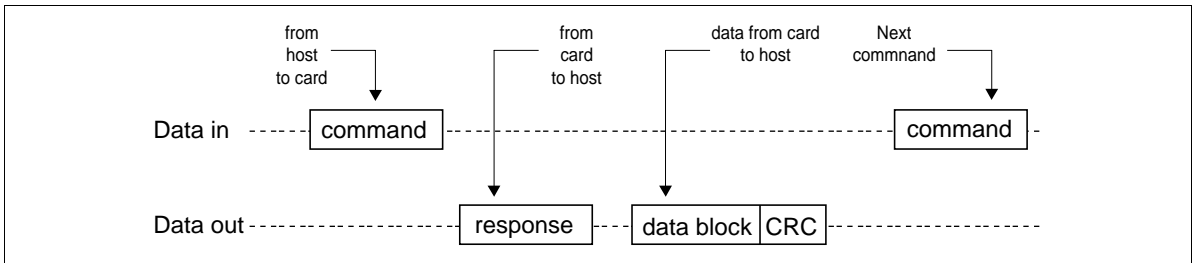 from
host
to card
from
card
to host
data from card
to host
Next
commnand
Data in
command
command
Data out
response
data block
CRC